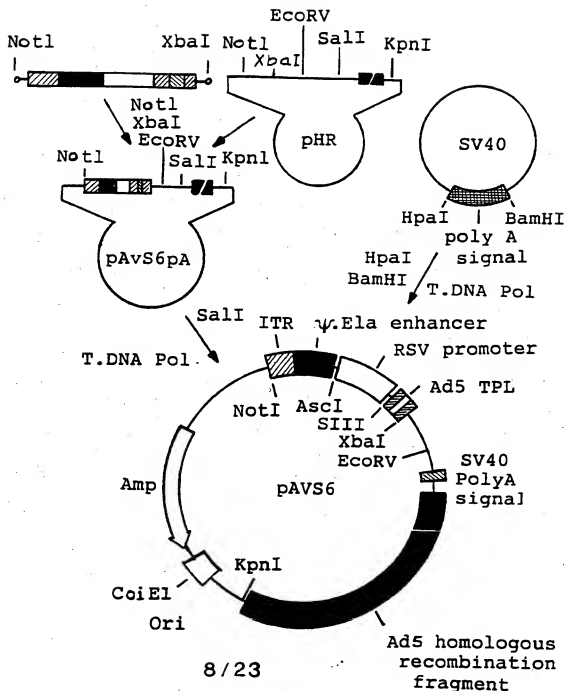 EcoRV
NotI XbaI NotI SalI KpnI
XbaI
NotI
XbaI
EcoRV
pHR
SV40
NotI SalI KpnI
HpaI BamHI
poly A
signal
pAvS6pA
HpaI
BamHI
T.DNA Pol
SalI
T.DNA Pol
ITR ψ.Ela enhancer
RSV promoter
Ad5 TPL
NotI AscI
SIII
XbaI
EcoRV
SV40
PolyA
signal
Amp
pAVS6
KpnI
CoiEl
Ori
Ad5 homologous
recombination
fragment
8/23